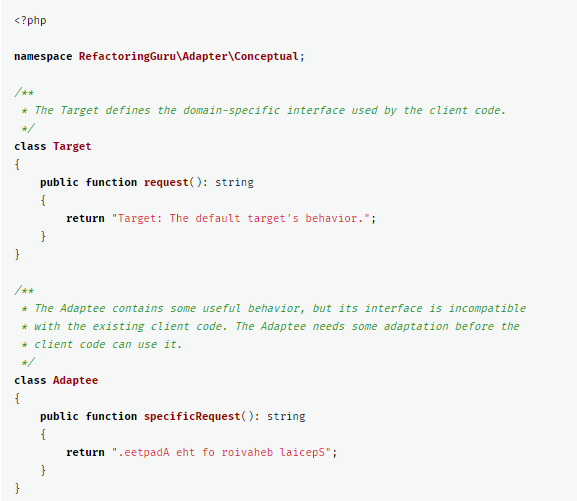 <?php
namespace RefactoringGuru\Adapter\Conceptual;
/**
 * The Target defines the domain-specific interface used by the client code.
 */
class Target
{
    public function request(): string
    {
        return "Target: The default target's behavior.";
    }
}
/**
 * The Adaptee contains some useful behavior, but its interface is incompatible
 * with the existing client code. The Adaptee needs some adaptation before the
 * client code can use it.
 */
class Adaptee
{
    public function specificRequest(): string
    {
        return ".eetpadA eht fo roivaheb laicepS";
    }
}